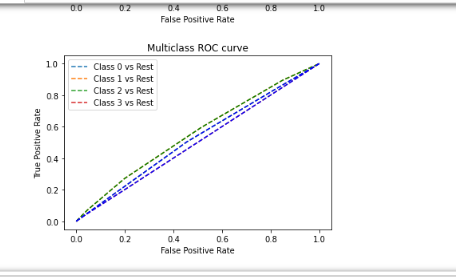 0.0 0.2 0.4 0.6 0.8 1.0
False Positive Rate
Multiclass ROC curve
1.0
0.8
0.6
0.4
0.2
0.0
Class 0 vs Rest
Class 1 vs Rest
Class 2 vs Rest
Class 3 vs Rest
True Positive Rate
0.0 0.2 0.4 0.6 0.8 1.0
False Positive Rate